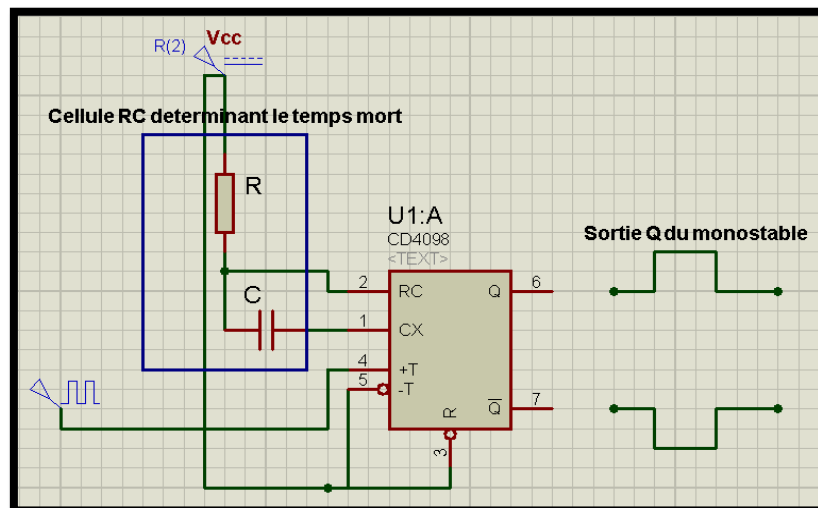 Vcc
R(2)
Cellule RC determinant le temps mort
R
U1:A
CD4098
<TEXT>
Sortie Q du monostable
C
2
RC
Q
6
1
CX
4
+T
5
-T
R
Q
7
3